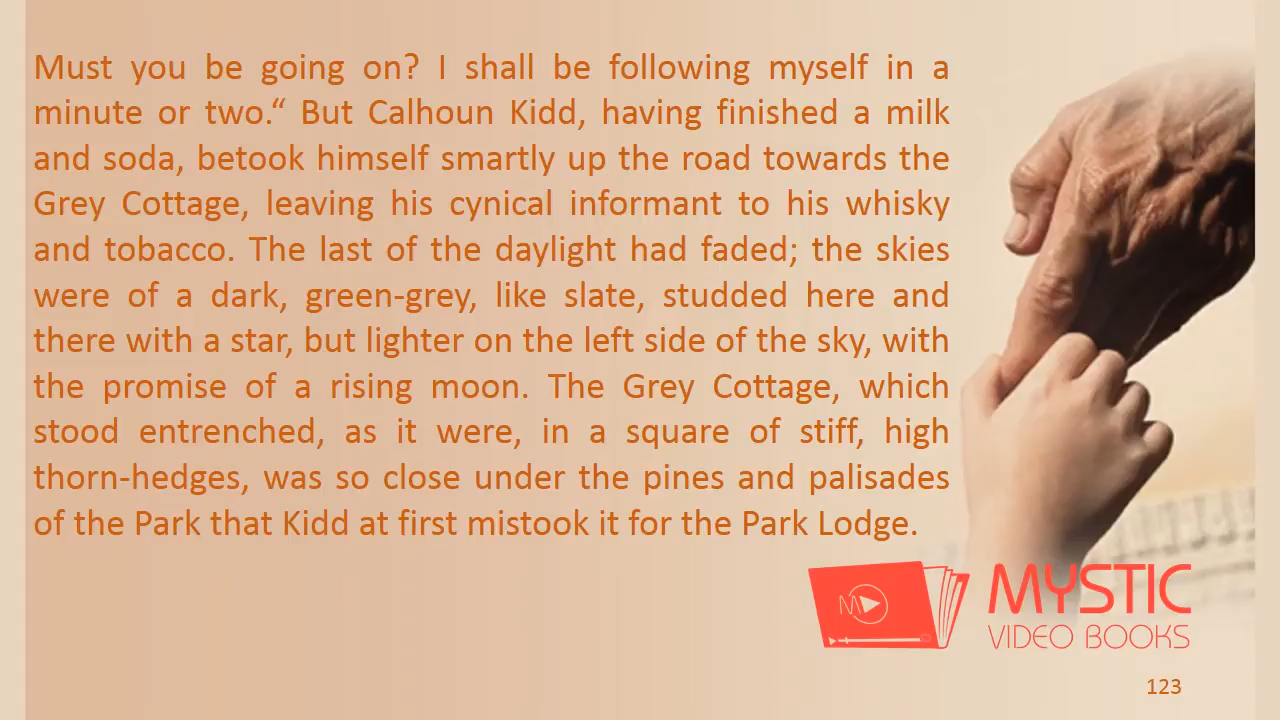 Must you be going on? I shall be following myself in a
minute or two.“ But Calhoun Kidd, having finished a milk
and soda, betook himself smartly up the road towards the
Grey Cottage, leaving his cynical informant to his whisky
and tobacco. The last of the daylight had faded; the skies
were of a dark, green-grey, like slate, studded here and
there with a star, but lighter on the left side of the sky, with
the promise of a rising moon. The Grey Cottage, which
stood entrenched, as it were, in a square of stiff, high
thorn-hedges, was so close under the pines and palisades
of the Park that Kidd at first mistook it for the Park Lodge.
M
MYSTIC
VIDEO BOOKS
123